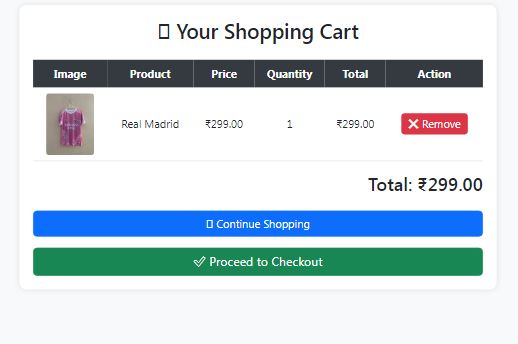 Your Shopping Cart
Image Product Price Quantity Total Action
Real Madrid ₹299.00 1 ₹299.00 ❌ Remove
Total: ₹299.00
Continue Shopping
✅ Proceed to Checkout